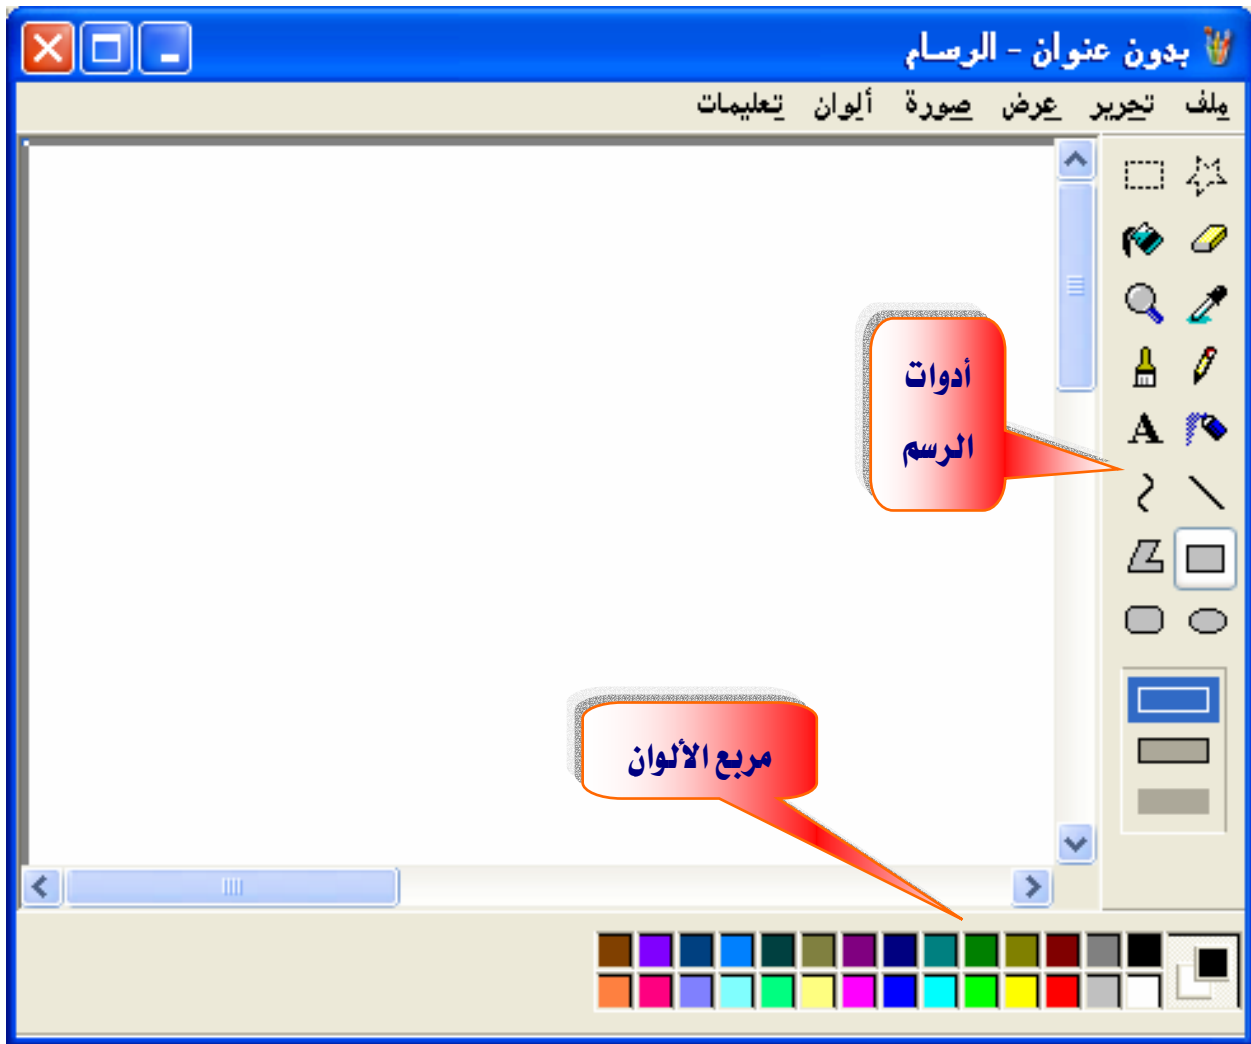 بدون عنوان - الرسام
ملف تحرير عرض صورة ألوان تعليمات
أدوات
الرسم
A
مربع الألوان